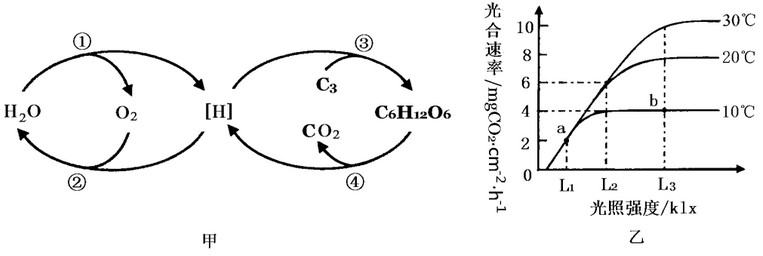 ①
③
C₃
H₂O
O₂
[H]
C₆H₁₂O₆
CO₂
②
④
甲
光合速率/mgCO₂·cm⁻²·h⁻¹
10
8
6
4
2
0
30℃
20℃
10℃
a
b
L₁
L₂
L₃
光照强度/klx
乙